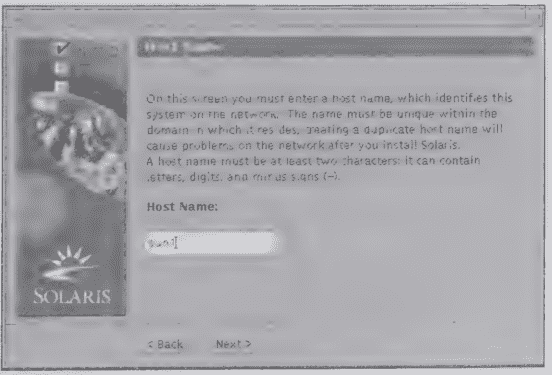 Host Name
On this screen you must enter a host name, which identifies this
system on the network. The name must be unique within the
domain in which it resides; creating a duplicate host name will
cause problems on the network after you install Solaris.
A host name must be at least two characters; it can contain
letters, digits, and minus signs (-).
Host Name:
SOLARIS
< Back Next >